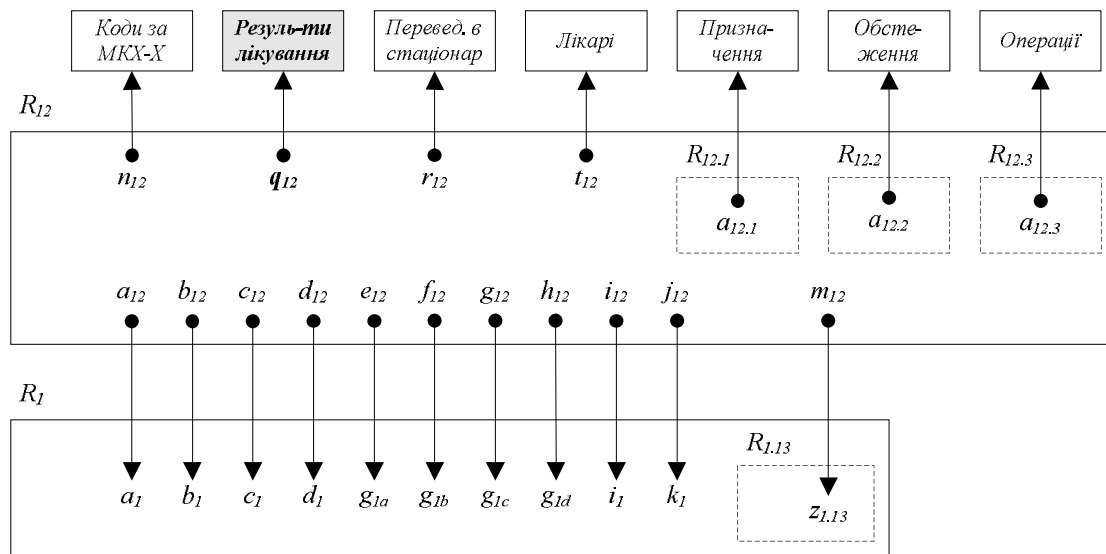 Коди за МКХ-Х
Резуль-ти лікування
Перевед. в стаціонар
Лікарі
Призна-чення
Обсте-ження
Операції
R12
n12 q12 r12 t12
R12.1 R12.2 R12.3
a12.1 a12.2 a12.3
a12 b12 c12 d12 e12 f12 g12 h12 i12 j12 m12
R1
R1.13
a1 b1 c1 d1 g1a g1b g1c g1d i1 k1 z1.13